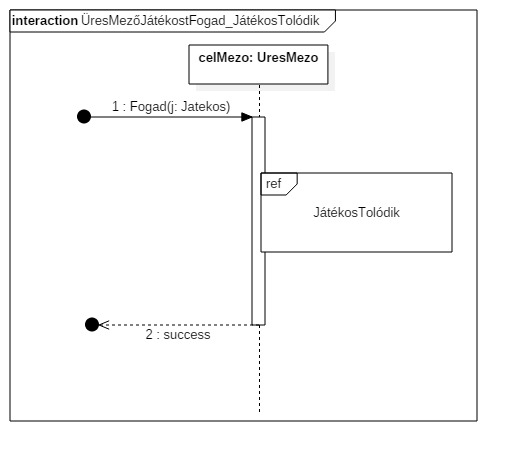 interaction ÜresMezőJátékostFogad_JátékosTolódik
celMezo: UresMezo
1 : Fogad(j: Jatekos)
ref
JátékosTolódik
2 : success